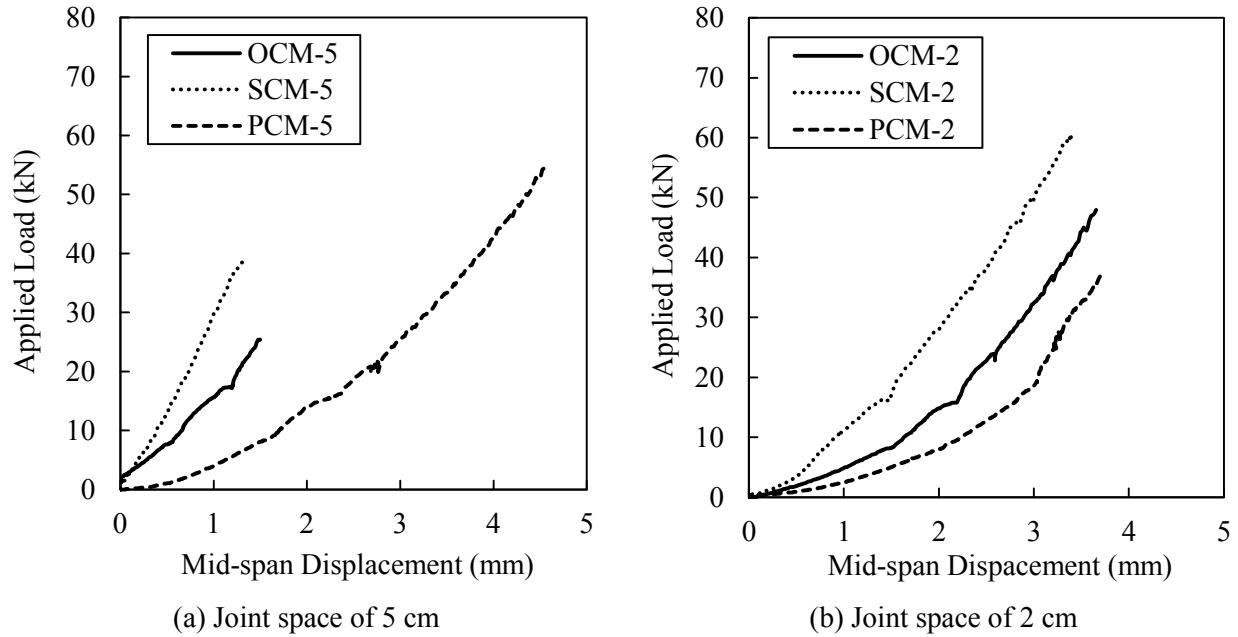 80
70
60
50
40
30
20
10
0
Applied Load (kN)
OCM-5
SCM-5
PCM-5
0 1 2 3 4 5
Mid-span Displacement (mm)
(a) Joint space of 5 cm
80
70
60
50
40
30
20
10
0
Applied Load (kN)
OCM-2
SCM-2
PCM-2
0 1 2 3 4 5
Mid-span Dispacement (mm)
(b) Joint space of 2 cm